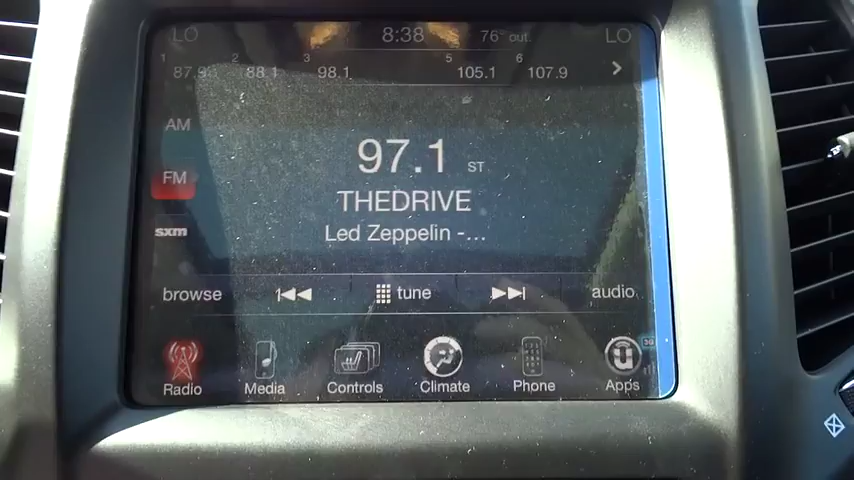 LO 8:38 76° out. LO
1 87.9 2 88.1 3 98.1 5 105.1 6 107.9
AM
97.1 ST
FM
THEDRIVE
sxm
Led Zeppelin -...
browse tune audio
3G
Radio Media Controls Climate Phone Apps